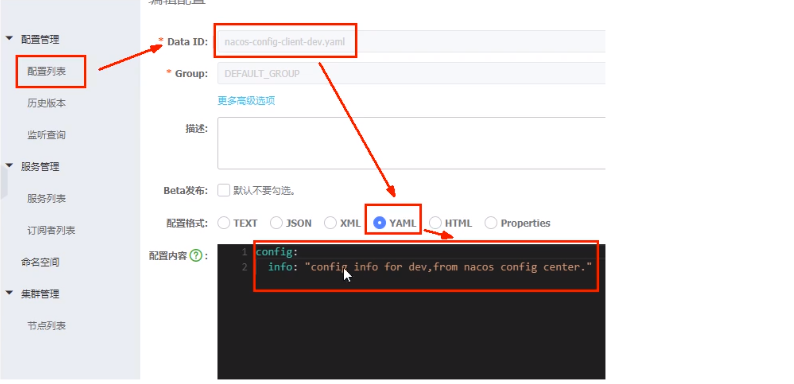 编辑配置
配置管理
配置列表
历史版本
监听查询
服务管理
服务列表
订阅者列表
命名空间
集群管理
节点列表
* Data ID: nacos-config-client-dev.yaml
* Group: DEFAULT_GROUP
更多高级选项
描述:
Beta发布: 默认不要勾选。
配置格式: TEXT JSON XML YAML HTML Properties
配置内容 ? :
1 config:
2 info: "config info for dev,from nacos config center."